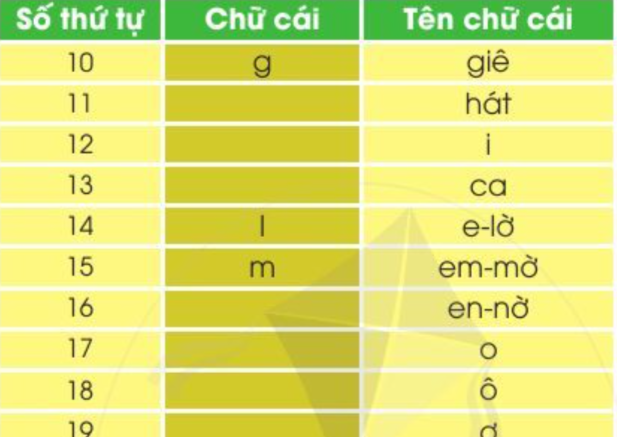 Số thứ tự Chữ cái Tên chữ cái
10 g giê
11 hát
12 i
13 ca
14 l e-lờ
15 m em-mờ
16 en-nờ
17 o
18 ô
19 ơ